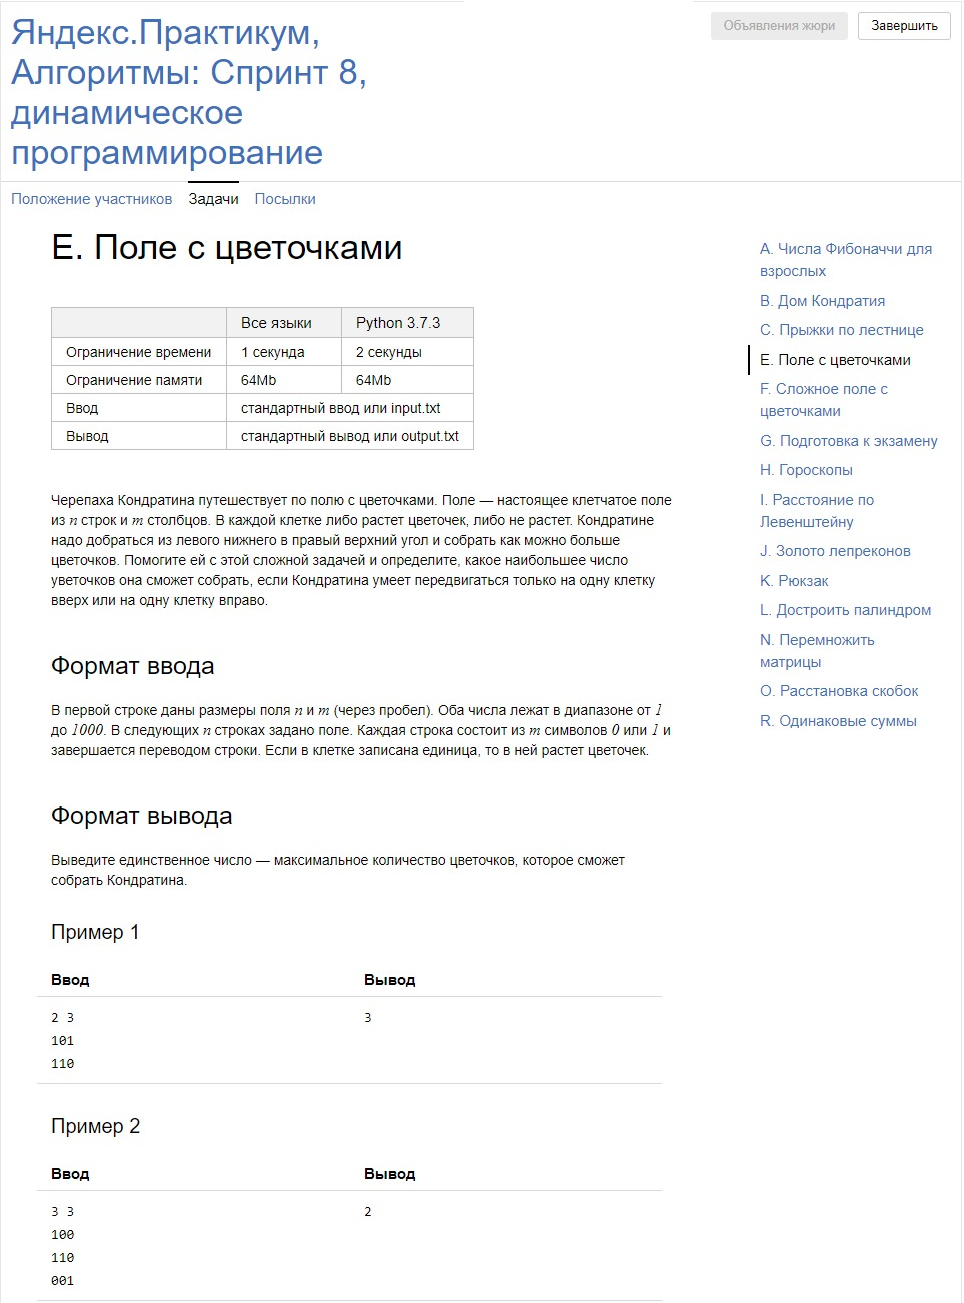 Яндекс.Практикум,
Алгоритмы: Спринт 8,
динамическое
программирование
Объявления жюри
Завершить
Положение участников Задачи Посылки
E. Поле с цветочками
Все языки Python 3.7.3
Ограничение времени 1 секунда 2 секунды
Ограничение памяти 64Mb 64Mb
Ввод стандартный ввод или input.txt
Вывод стандартный вывод или output.txt
Черепаха Кондратина путешествует по полю с цветочками. Поле — настоящее клетчатое поле
из n строк и m столбцов. В каждой клетке либо растет цветочек, либо не растет. Кондратине
надо добраться из левого нижнего в правый верхний угол и собрать как можно больше
цветочков. Помогите ей с этой сложной задачей и определите, какое наибольшее число
уветочков она сможет собрать, если Кондратина умеет передвигаться только на одну клетку
вверх или на одну клетку вправо.
Формат ввода
В первой строке даны размеры поля n и m (через пробел). Оба числа лежат в диапазоне от 1
до 1000. В следующих n строках задано поле. Каждая строка состоит из m символов 0 или 1 и
завершается переводом строки. Если в клетке записана единица, то в ней растет цветочек.
Формат вывода
Выведите единственное число — максимальное количество цветочков, которое сможет
собрать Кондратина.
Пример 1
Ввод Вывод
2 3 3
101
110
Пример 2
Ввод Вывод
3 3 2
100
110
001
A. Числа Фибоначчи для
взрослых
B. Дом Кондратия
C. Прыжки по лестнице
E. Поле с цветочками
F. Сложное поле с
цветочками
G. Подготовка к экзамену
H. Гороскопы
I. Расстояние по
Левенштейну
J. Золото лепреконов
K. Рюкзак
L. Достроить палиндром
N. Перемножить
матрицы
O. Расстановка скобок
R. Одинаковые суммы